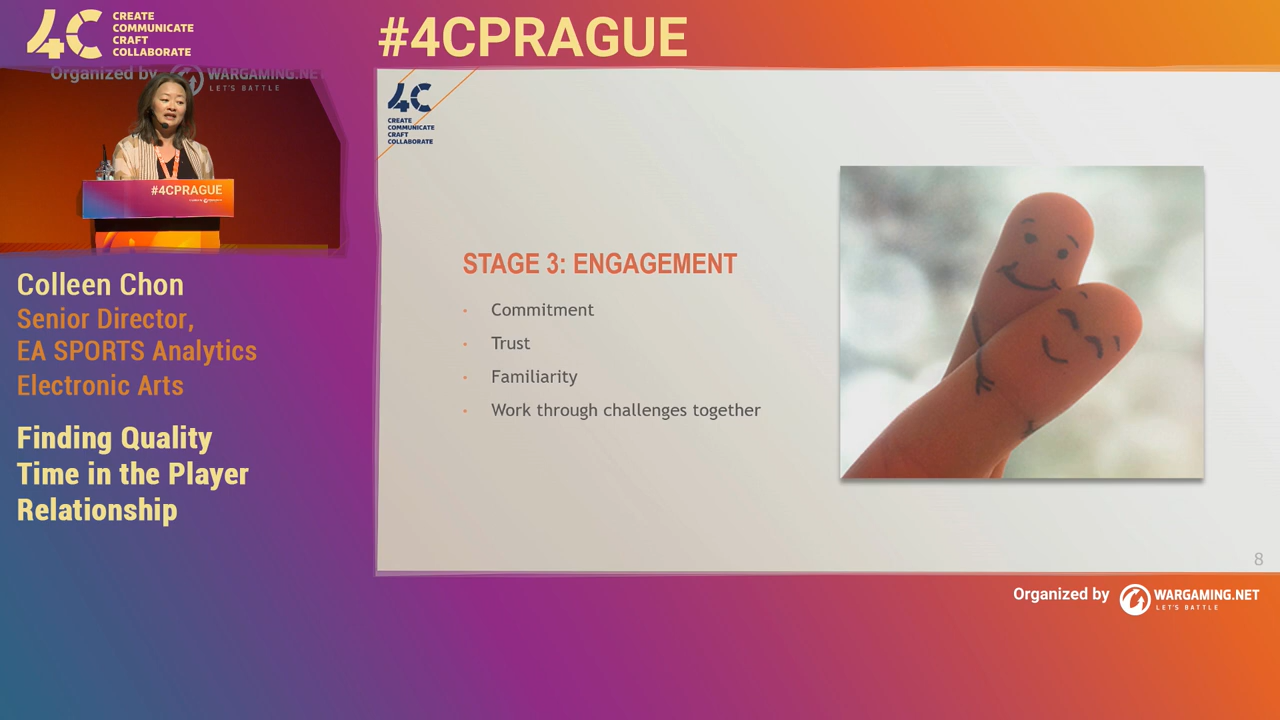 4C
CREATE
COMMUNICATE
CRAFT
COLLABORATE
#4CPRAGUE
Organized by WARGAMING.NET
LET'S BATTLE
#4CPRAGUE
Colleen Chon
Senior Director,
EA SPORTS Analytics
Electronic Arts
Finding Quality
Time in the Player
Relationship
4C
CREATE
COMMUNICATE
CRAFT
COLLABORATE
STAGE 3: ENGAGEMENT
• Commitment
• Trust
• Familiarity
• Work through challenges together
8
Organized by WARGAMING.NET
LET'S BATTLE